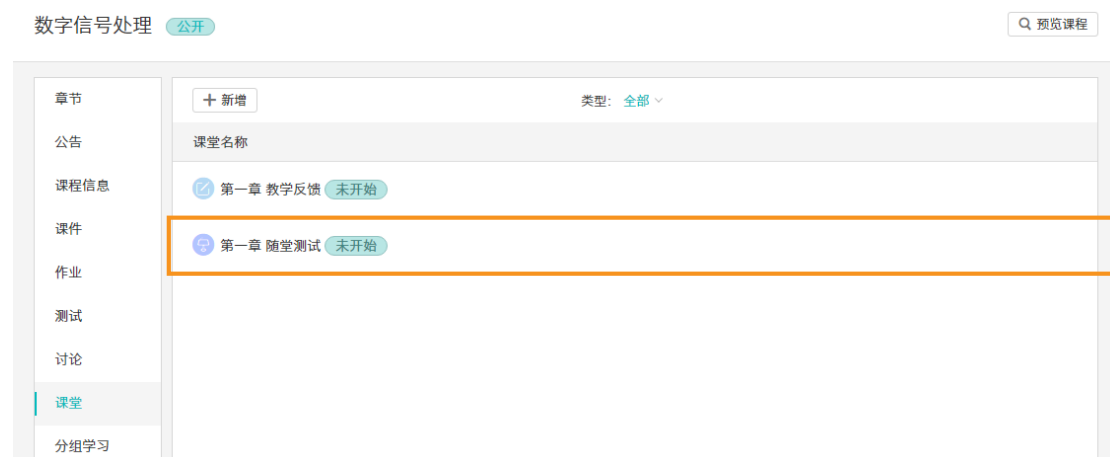 数字信号处理 公开
预览课程
章节
公告
课程信息
课件
作业
测试
讨论
课堂
分组学习
新增
类型: 全部
课堂名称
第一章 教学反馈 未开始
第一章 随堂测试 未开始